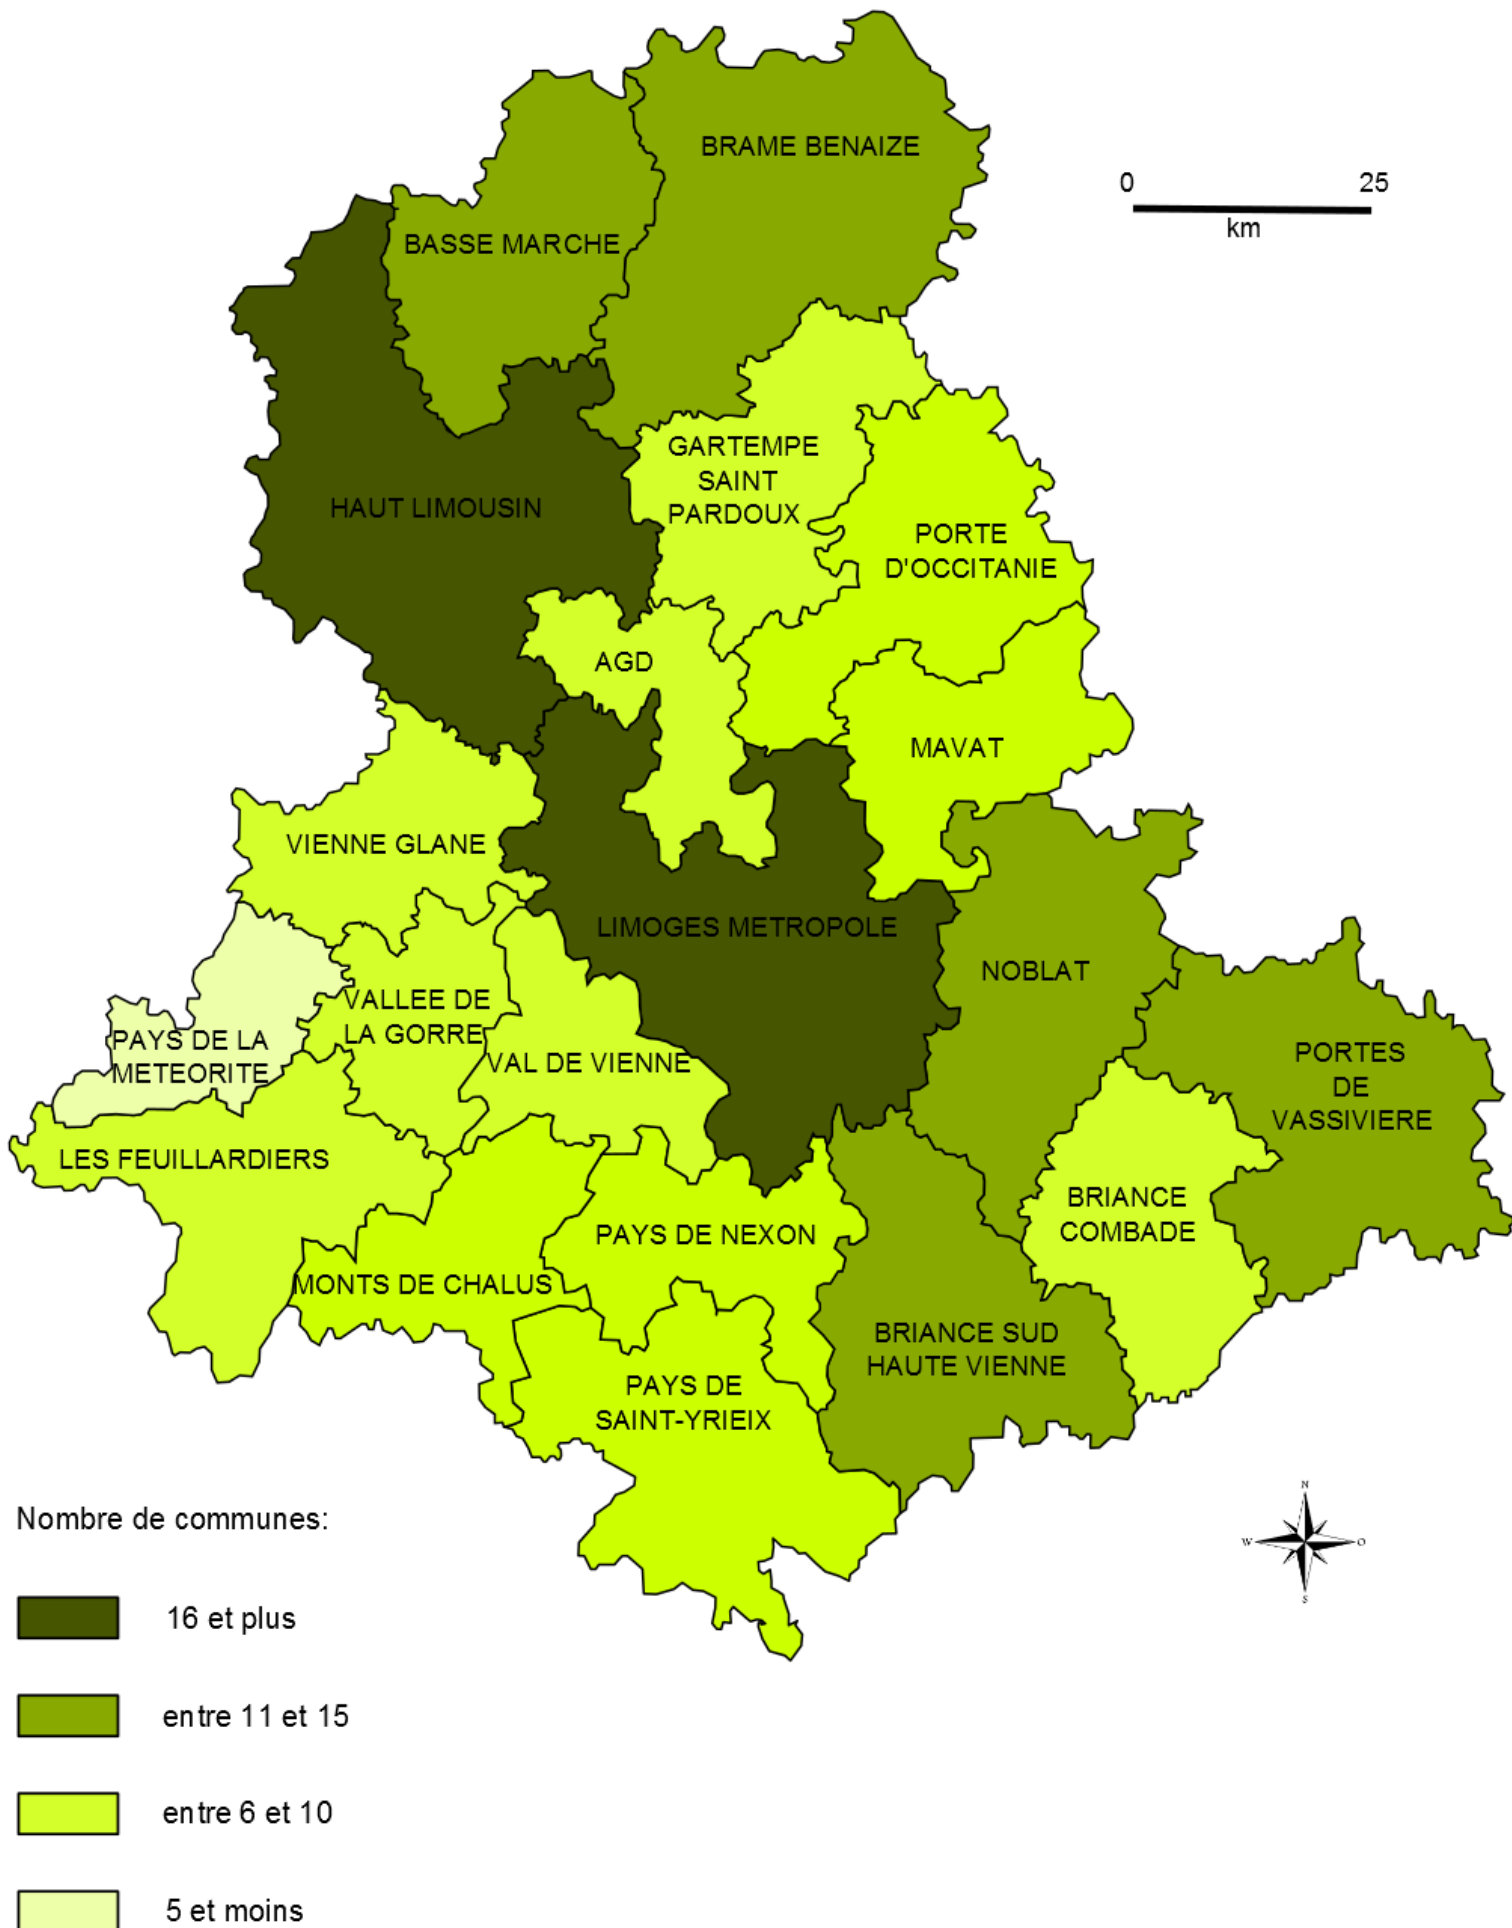 BRAME BENAIZE
0 25
km
BASSE MARCHE
GARTEMPE
SAINT
PARDOUX
HAUT LIMOUSIN
PORTE
D'OCCITANIE
AGD
MAVAT
VIENNE GLANE
LIMOGES METROPOLE
NOBLAT
VALLEE DE
LA GORRE
PAYS DE LA
METEORITE
VAL DE VIENNE
PORTES
DE
VASSIVIERE
LES FEUILLARDIERS
BRIANCE
COMBADE
PAYS DE NEXON
MONTS DE CHALUS
BRIANCE SUD
HAUTE VIENNE
PAYS DE
SAINT-YRIEIX
N
W O
S
Nombre de communes:
16 et plus
entre 11 et 15
entre 6 et 10
5 et moins